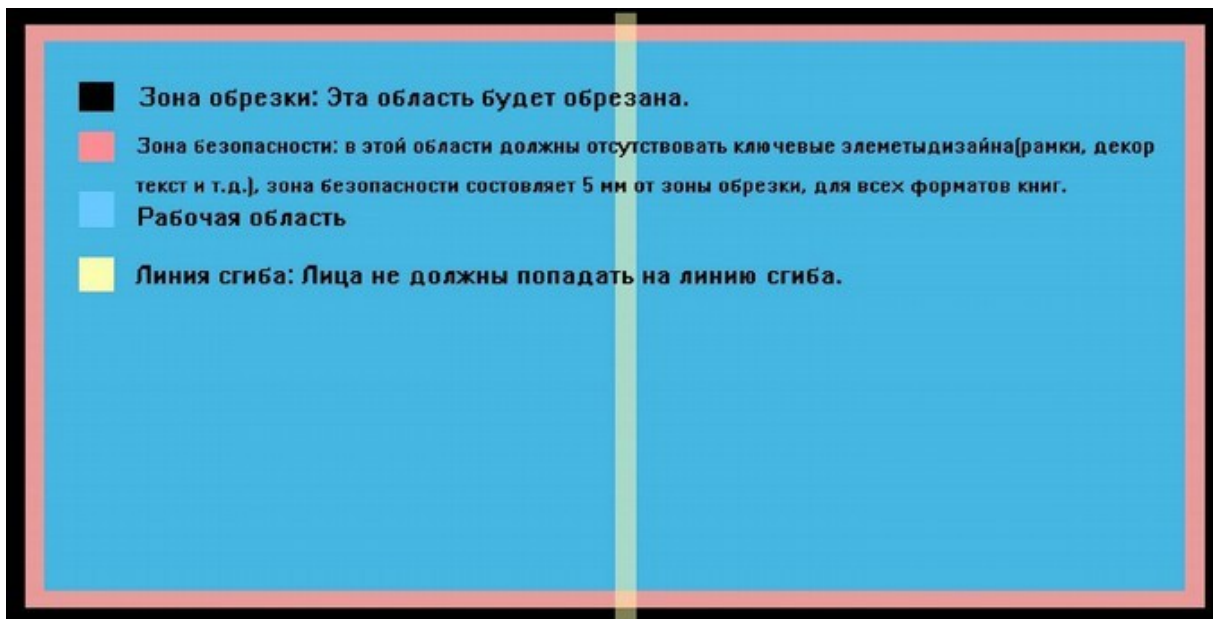 Зона обрезки: Эта область будет обрезана.
Зона безопасности: в этой области должны отсутствовать ключевые элеметыдизайна(рамки, декор
текст и т.д.), зона безопасности состовляет 5 мм от зоны обрезки, для всех форматов книг.
Рабочая область
Линия сгиба: Лица не должны попадать на линию сгиба.